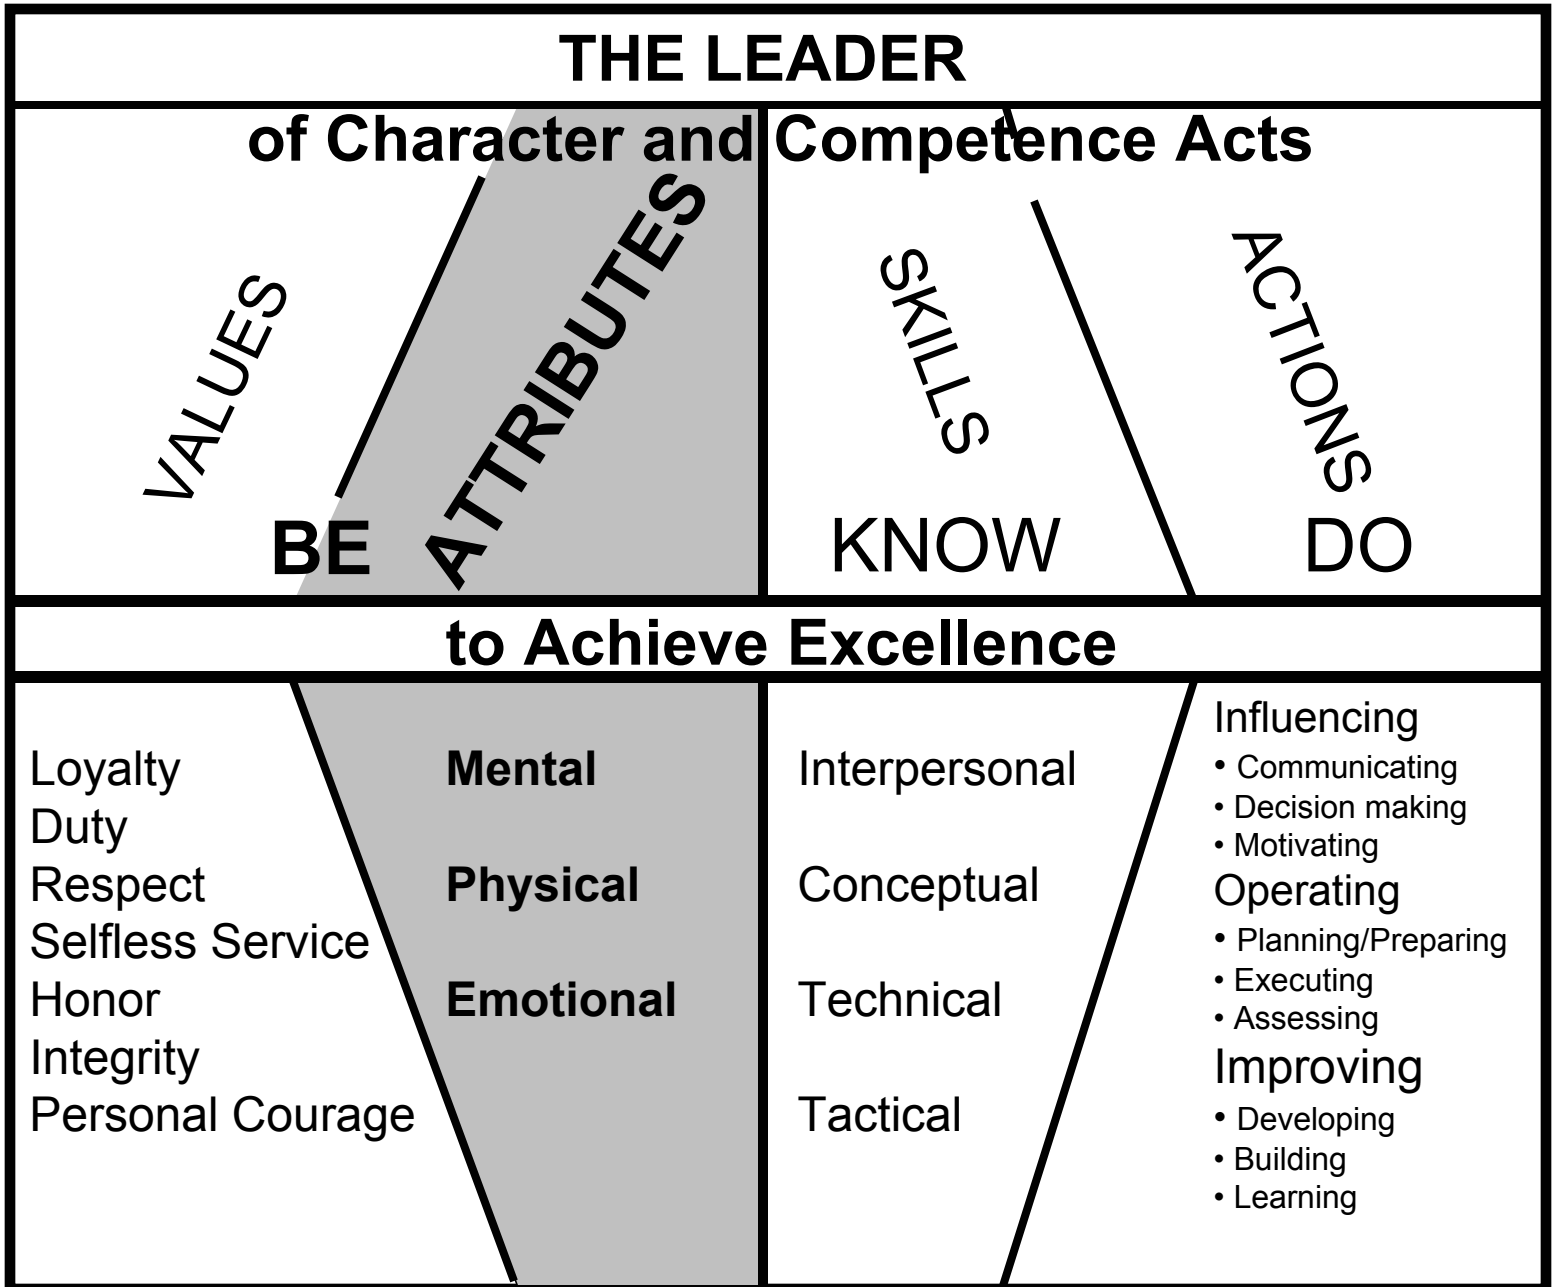 THE LEADER
of Character and Competence Acts
VALUES
ATTRIBUTES
SKILLS
ACTIONS
BE
KNOW
DO
to Achieve Excellence
Loyalty
Duty
Respect
Selfless Service
Honor
Integrity
Personal Courage
Mental
Physical
Emotional
Interpersonal
Conceptual
Technical
Tactical
Influencing
• Communicating
• Decision making
• Motivating
Operating
• Planning/Preparing
• Executing
• Assessing
Improving
• Developing
• Building
• Learning